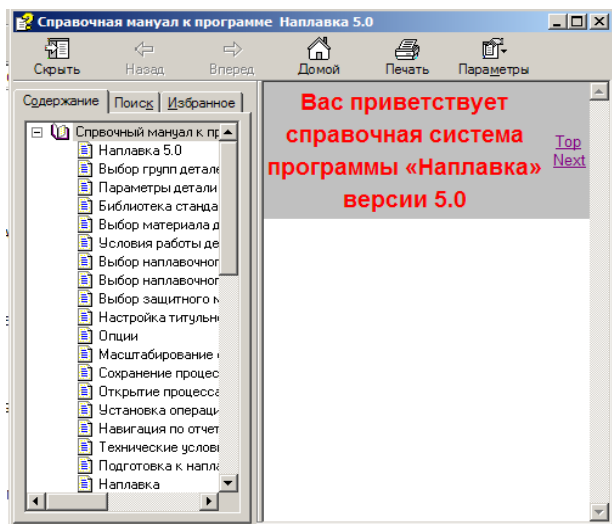 Справочная мануал к программе Наплавка 5.0
Скрыть Назад Вперед Домой Печать Параметры
Содержание Поиск Избранное
Спрвочный мануал к пр
Наплавка 5.0
Выбор групп детале
Параметры детали
Библиотека станда
Выбор материала д
Условия работы де
Выбор наплавочног
Выбор наплавочног
Выбор защитного м
Настройка титульн
Опции
Масштабирование
Сохранение процес
Открытие процесса
Установка операци
Навигация по отчет
Технические услови
Подготовка к напла
Наплавка
Вас приветствует
справочная система
программы «Наплавка»
версии 5.0
Top
Next